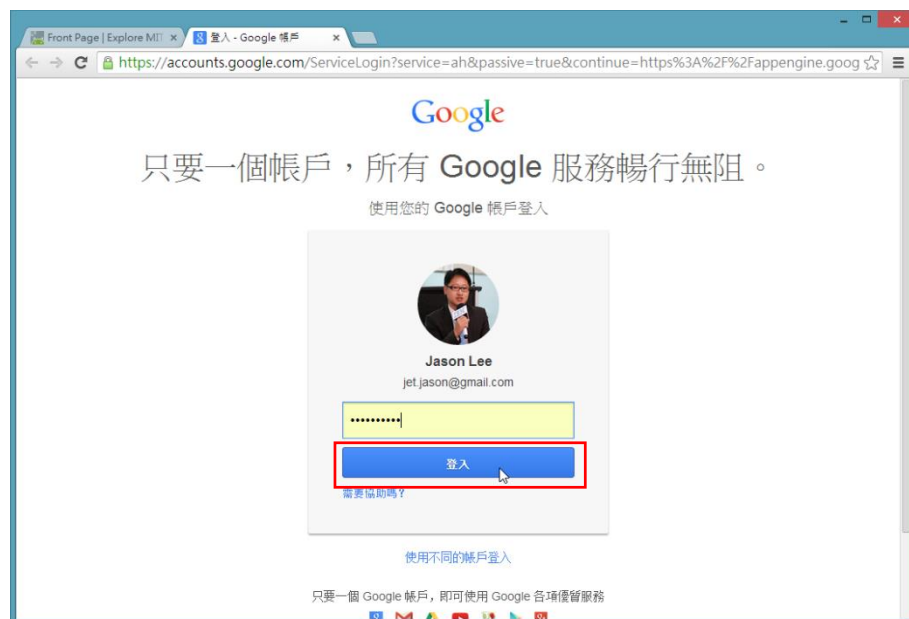 Front Page | Explore MIT
登入 - Google 帳戶
https://accounts.google.com/ServiceLogin?service=ah&passive=true&continue=https%3A%2F%2Fappengine.goog
Google
只要一個帳戶，所有 Google 服務暢行無阻。
使用您的 Google 帳戶登入
Jason Lee
jet.jason@gmail.com
••••••••••
登入
需要協助嗎？
使用不同的帳戶登入
只要一個 Google 帳戶，即可使用 Google 各項優質服務